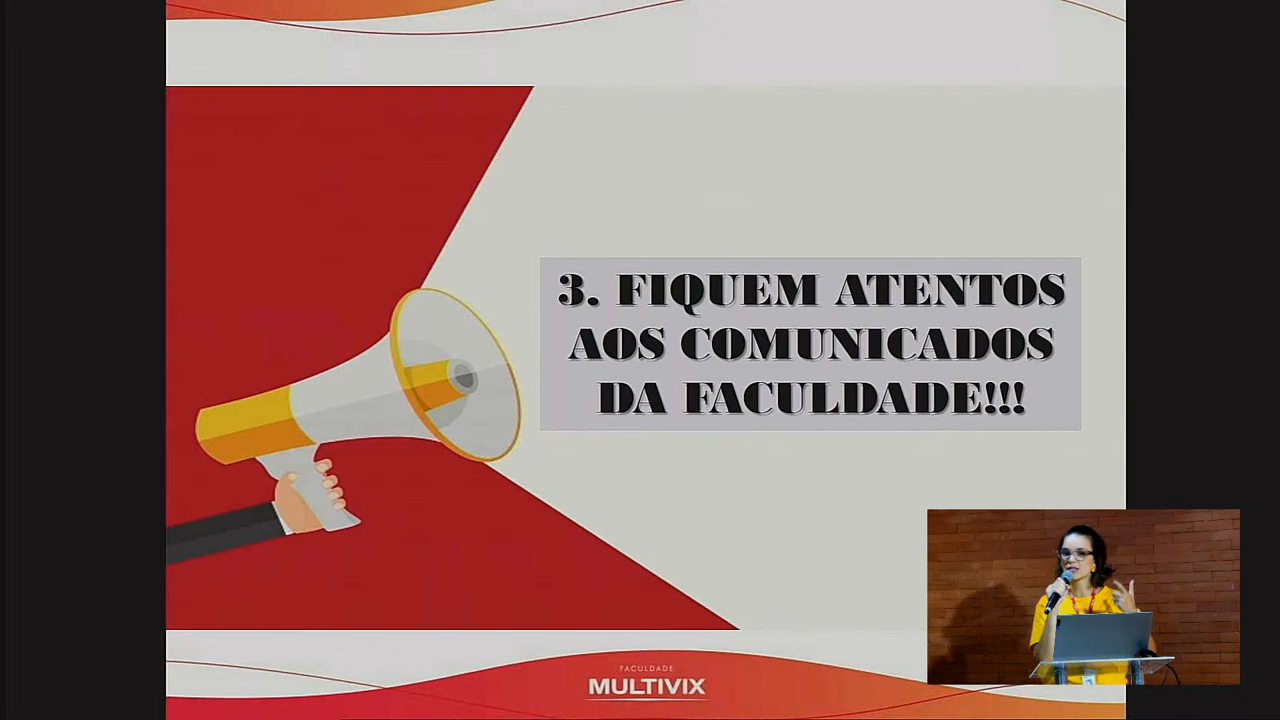 3. FIQUEM ATENTOS
AOS COMUNICADOS
DA FACULDADE!!!
FACULDADE
MULTIVIX